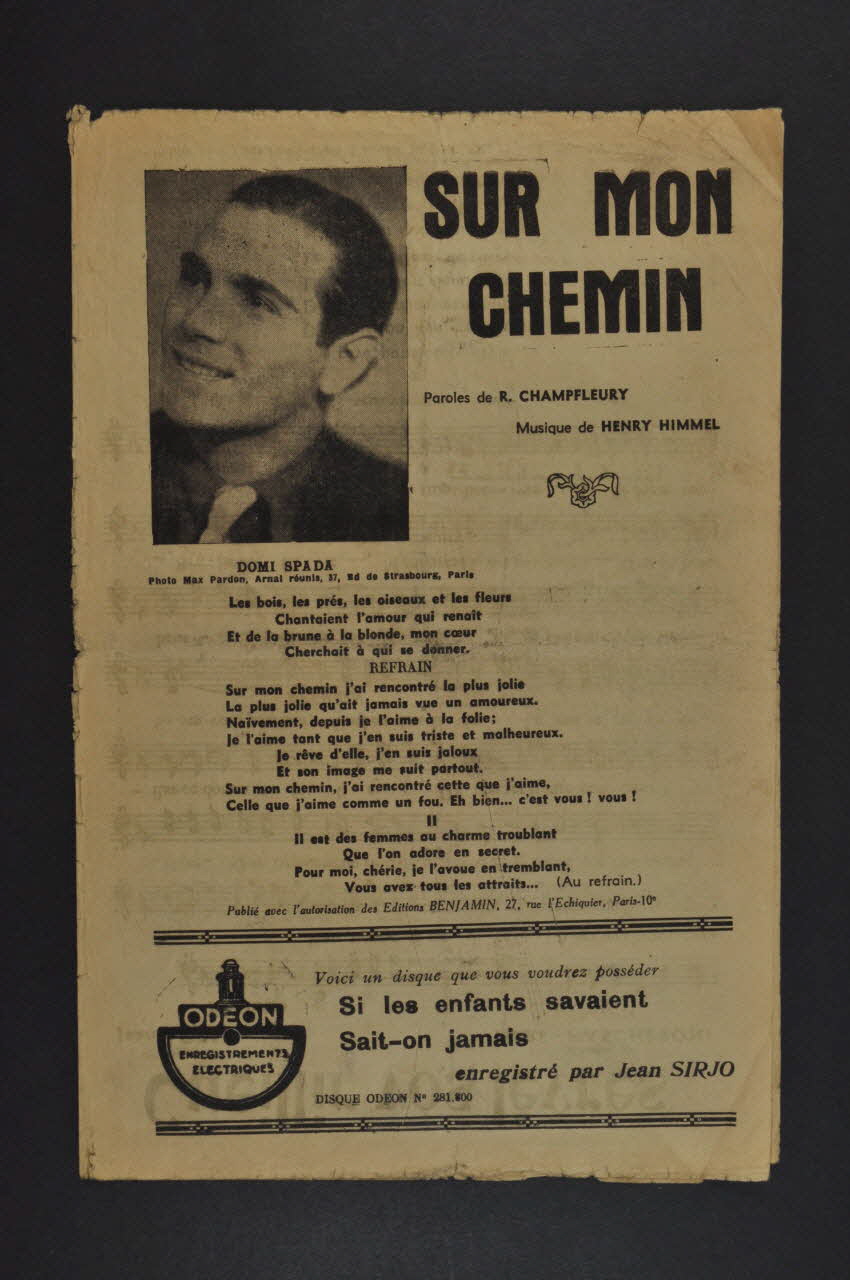 SUR MON
CHEMIN
Paroles de R. CHAMPFLEURY
Musique de HENRY HIMMEL
DOMI SPADA
Photo Max Pardon, Arnal réunis, 37, Bd de Strasbourg, Paris
Les bois, les prés, les oiseaux et les fleurs
Chantaient l'amour qui renaît
Et de la brune à la blonde, mon cœur
Cherchait à qui se donner.
REFRAIN
Sur mon chemin j'ai rencontré la plus jolie
La plus jolie qu'ait jamais vue un amoureux.
Naïvement, depuis je l'aime à la folie;
Je l'aime tant que j'en suis triste et malheureux.
Je rêve d'elle, j'en suis jaloux
Et son image me suit partout.
Sur mon chemin, j'ai rencontré cette que j'aime,
Celle que j'aime comme un fou. Eh bien... c'est vous ! vous !
II
Il est des femmes au charme troublant
Que l'on adore en secret.
Pour moi, chérie, je l'avoue en tremblant,
Vous avez tous les attraits... (Au refrain.)
Publié avec l'autorisation des Editions BENJAMIN, 27, rue l'Echiquier, Paris-10e
ODEON
ENREGISTREMENTS
ELECTRIQUES
Voici un disque que vous voudrez posséder
Si les enfants savaient
Sait-on jamais
enregistré par Jean SIRJO
DISQUE ODEON N° 281.800